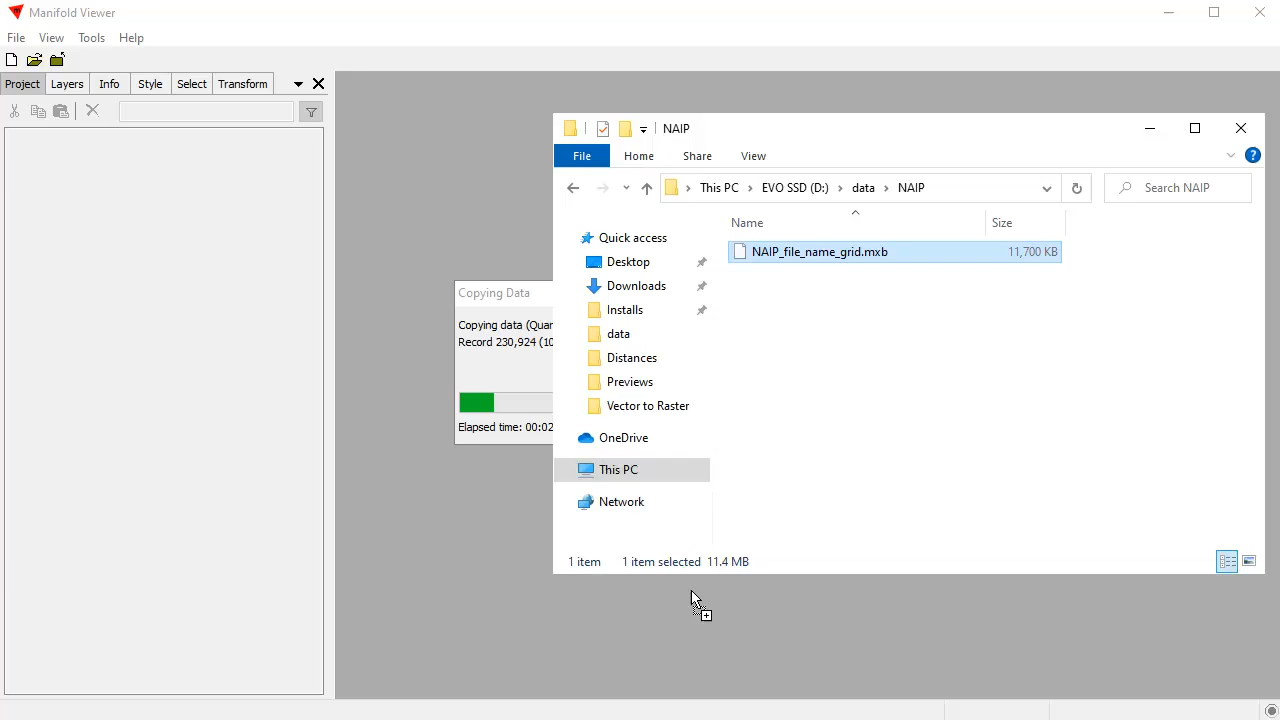 Manifold Viewer
File View Tools Help
Project Layers Info Style Select Transform
NAIP
File Home Share View
This PC EVO SSD (D:) data NAIP
Search NAIP
Name Size
NAIP_file_name_grid.mxb 11,700 KB
Quick access
Desktop
Downloads
Installs
data
Distances
Previews
Vector to Raster
OneDrive
This PC
Network
1 item 1 item selected 11.4 MB
Copying Data
Copying data (Quar
Record 230,924 (10
Elapsed time: 00:02